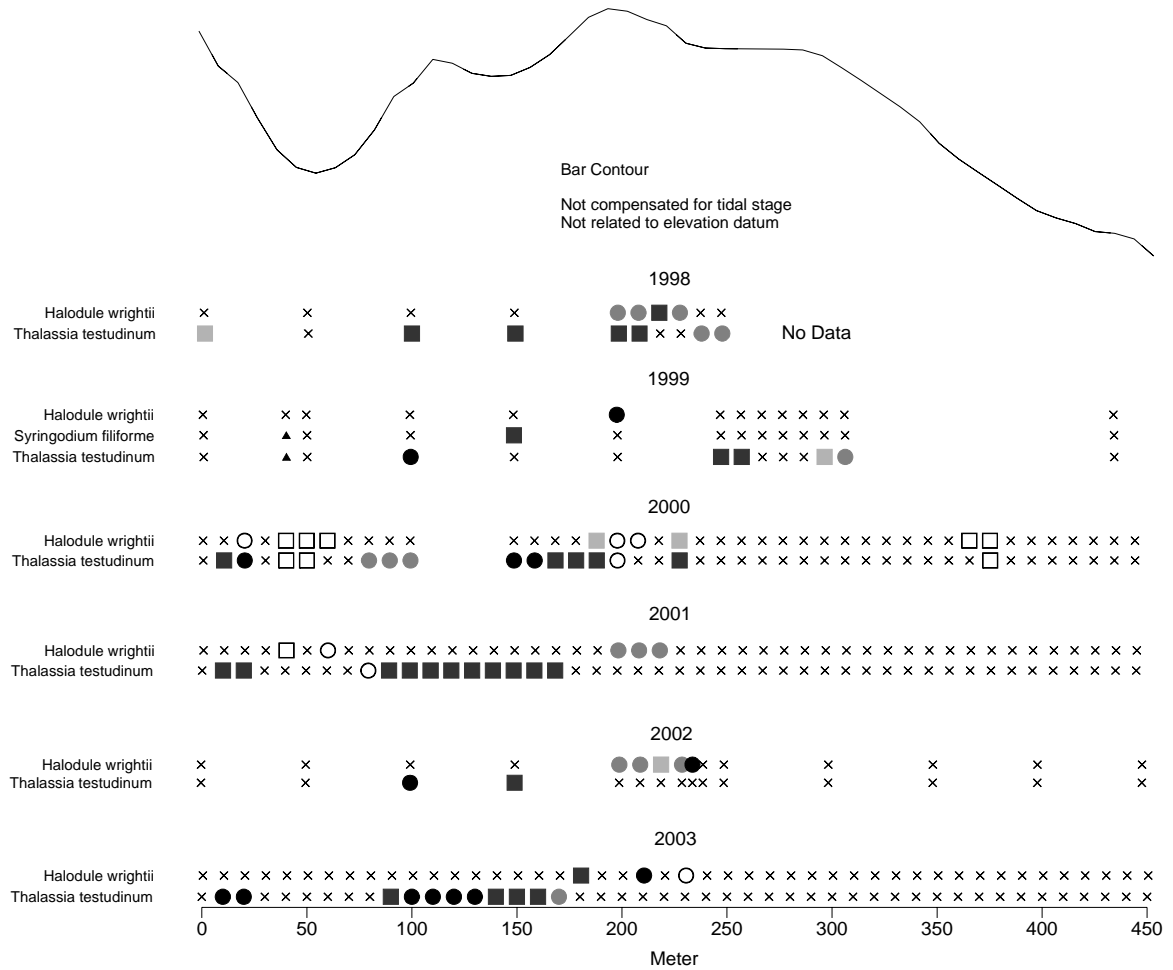 Bar Contour
Not compensated for tidal stage
Not related to elevation datum
1998
Halodule wrightii
Thalassia testudinum
No Data
1999
Halodule wrightii
Syringodium filiforme
Thalassia testudinum
2000
Halodule wrightii
Thalassia testudinum
2001
Halodule wrightii
Thalassia testudinum
2002
Halodule wrightii
Thalassia testudinum
2003
Halodule wrightii
Thalassia testudinum
0 50 100 150 200 250 300 350 400 450
Meter